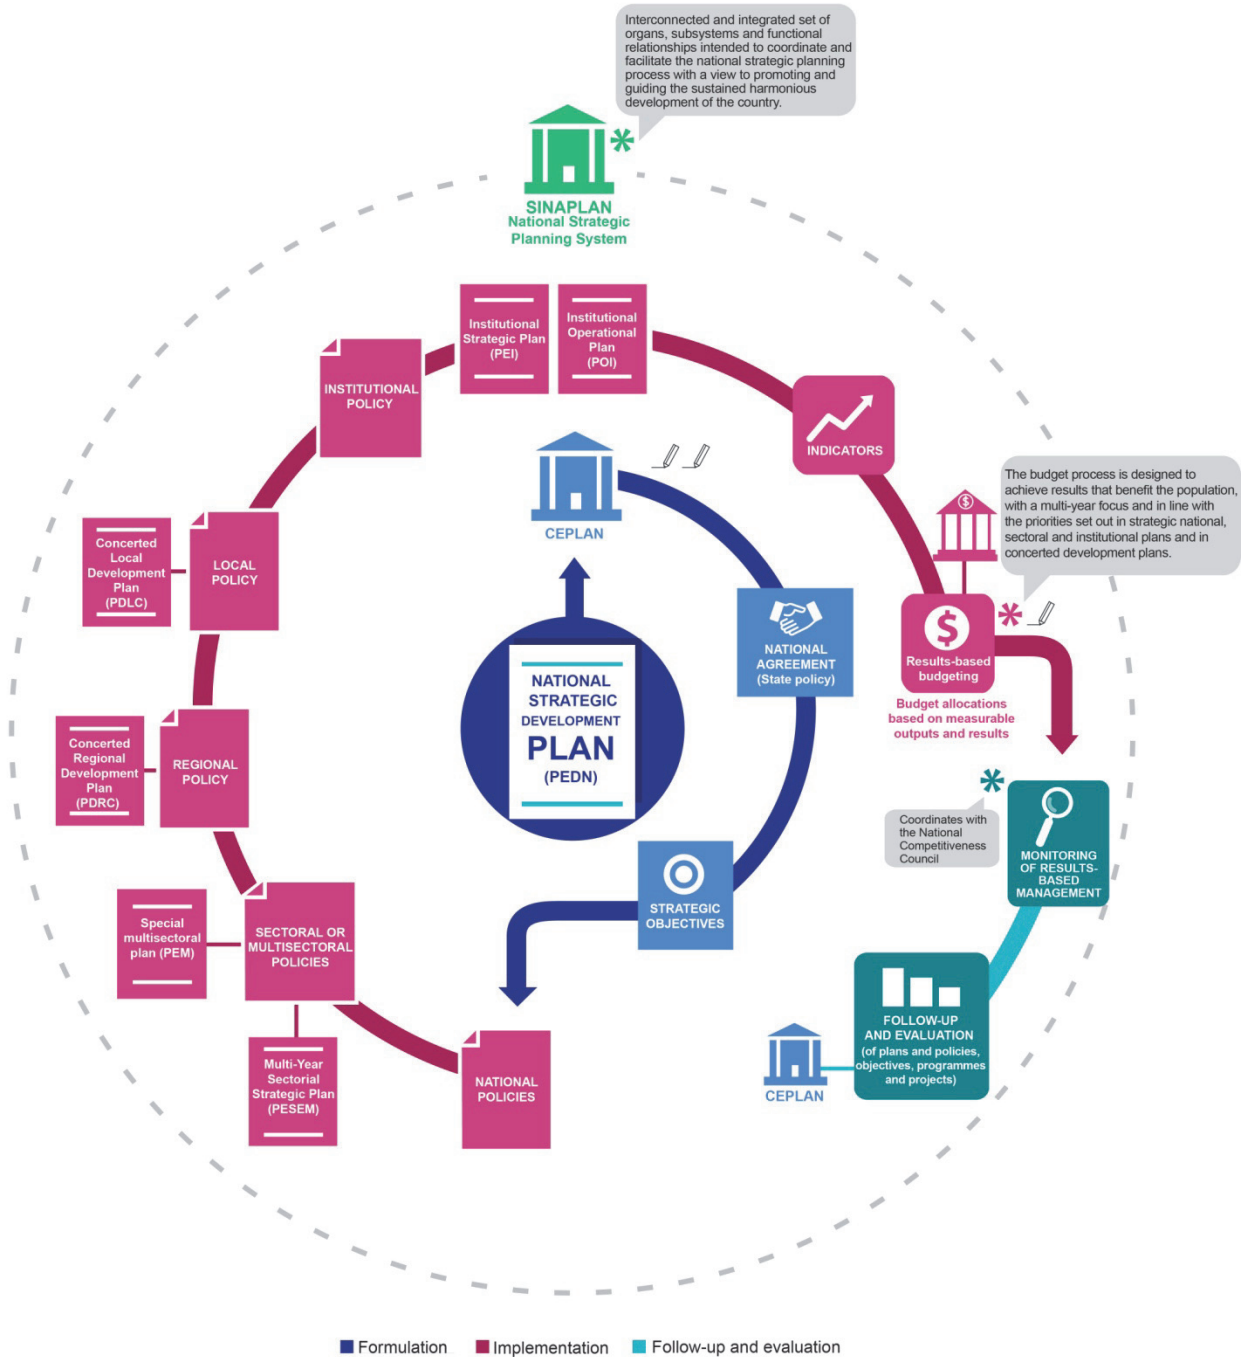 Interconnected and integrated set of
organs, subsystems and functional
relationships intended to coordinate and
facilitate the national strategic planning
process with a view to promoting and
guiding the sustained harmonious
development of the country.
SINAPLAN
National Strategic
Planning System
Institutional
Strategic Plan
(PEI)
Institutional
Operational
Plan
(POI)
INSTITUTIONAL
POLICY
INDICATORS
CEPLAN
The budget process is designed to
achieve results that benefit the population,
with a multi-year focus and in line with
the priorities set out in strategic national,
sectoral and institutional plans and in
concerted development plans.
Concerted
Local
Development
Plan
(PDLC)
LOCAL
POLICY
NATIONAL
AGREEMENT
(State policy)
$
$
Results-based
budgeting
Budget allocations
based on measurable
outputs and results
NATIONAL
STRATEGIC
DEVELOPMENT
PLAN
(PEDN)
Concerted
Regional
Development
Plan
(PDRC)
REGIONAL
POLICY
Coordinates with
the National
Competitiveness
Council
MONITORING
OF RESULTS-
BASED
MANAGEMENT
STRATEGIC
OBJECTIVES
Special
multisectoral
plan (PEM)
SECTORAL OR
MULTISECTORAL
POLICIES
FOLLOW-UP
AND EVALUATION
(of plans and policies,
objectives, programmes
and projects)
CEPLAN
Multi-Year
Sectorial
Strategic Plan
(PESEM)
NATIONAL
POLICIES
Formulation
Implementation
Follow-up and evaluation